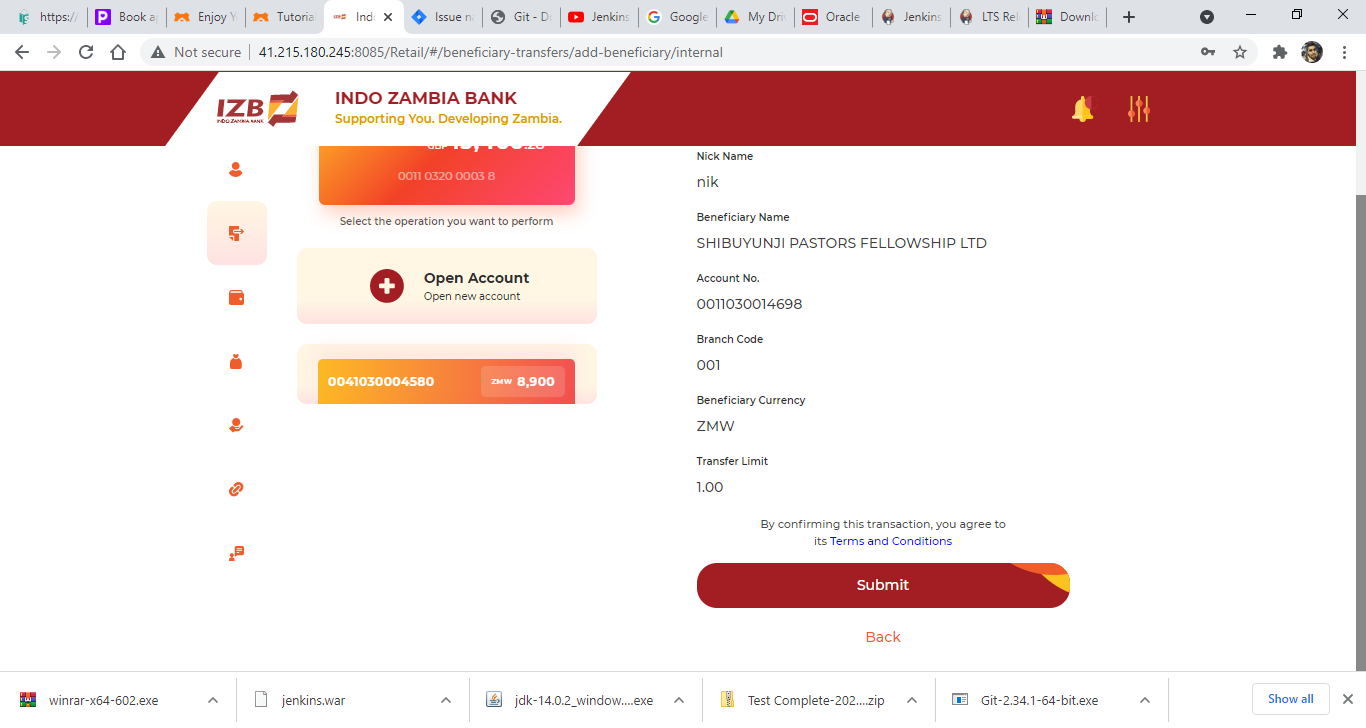 https:/
Book a
Enjoy Y
Tutoria
Ind
Issue n
Git - D
Jenkins
Google
My Dri
Oracle
Jenkins
LTS Rel
Downlo
Not secure
41.215.180.245:8085/Retail/#/beneficiary-transfers/add-beneficiary/internal
IZB
INDO ZAMBIA BANK
INDO ZAMBIA BANK
Supporting You. Developing Zambia.
0011 0320 0003 8
Select the operation you want to perform
Open Account
Open new account
0041030004580
ZMW 8,900
Nick Name
nik
Beneficiary Name
SHIBUYUNJI PASTORS FELLOWSHIP LTD
Account No.
0011030014698
Branch Code
001
Beneficiary Currency
ZMW
Transfer Limit
1.00
By confirming this transaction, you agree to
its Terms and Conditions
Submit
Back
winrar-x64-602.exe
jenkins.war
jdk-14.0.2_window....exe
Test Complete-202....zip
Git-2.34.1-64-bit.exe
Show all